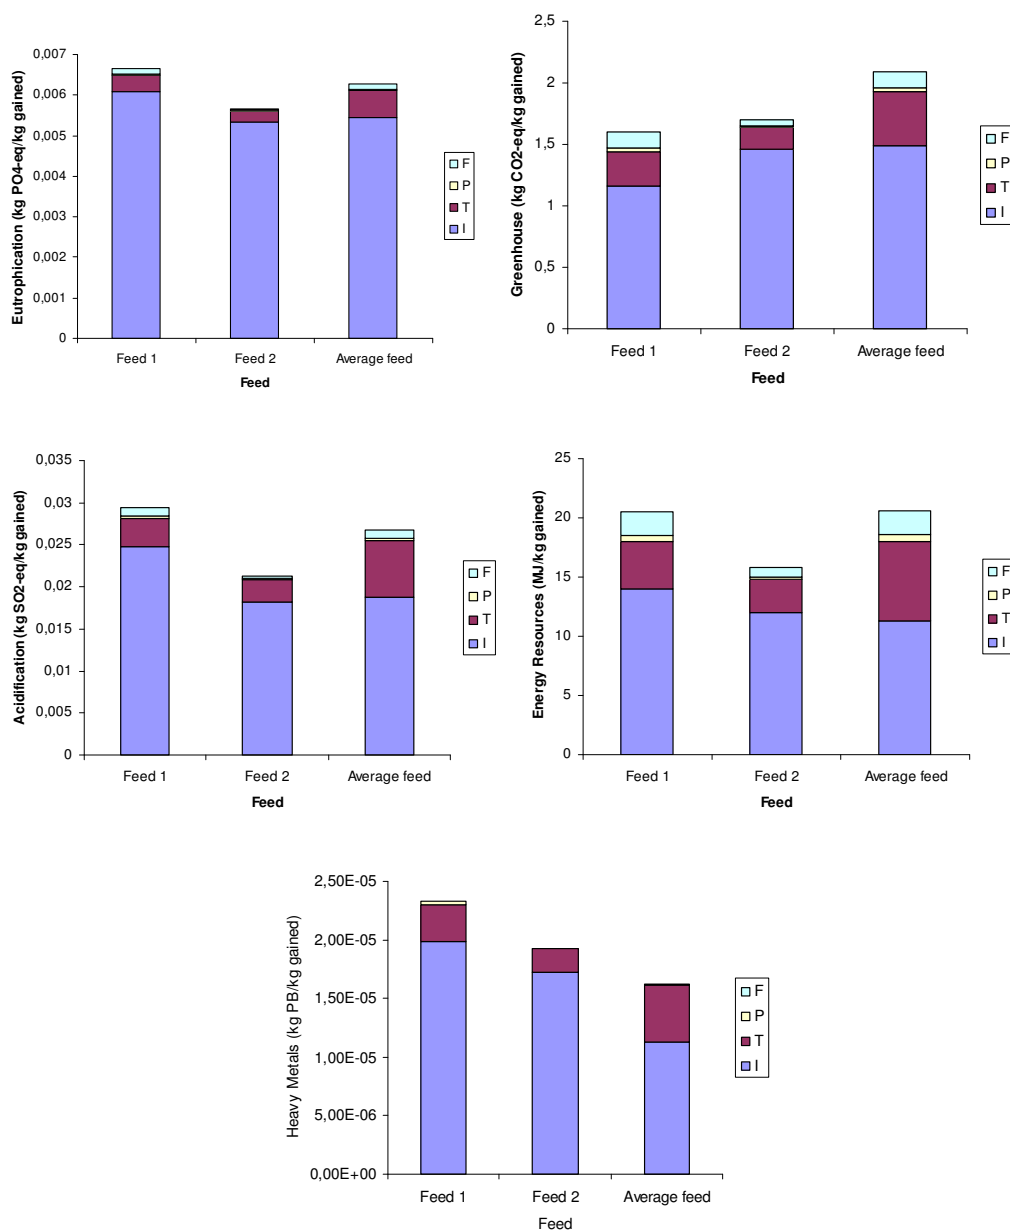 Eutrophication (kg PO4-eq/kg gained)
0,007
0,006
0,005
0,004
0,003
0,002
0,001
0
Feed 1 Feed 2 Average feed
Feed
F
P
T
I
Greenhouse (kg CO2-eq/kg gained)
2,5
2
1,5
1
0,5
0
Feed 1 Feed 2 Average feed
Feed
F
P
T
I
Acidification (kg SO2-eq/kg gained)
0,035
0,03
0,025
0,02
0,015
0,01
0,005
0
Feed 1 Feed 2 Average feed
Feed
F
P
T
I
Energy Resources (MJ/kg gained)
25
20
15
10
5
0
Feed 1 Feed 2 Average feed
Feed
F
P
T
I
Heavy Metals (kg PB/kg gained)
2,50E-05
2,00E-05
1,50E-05
1,00E-05
5,00E-06
0,00E+00
Feed 1 Feed 2 Average feed
Feed
F
P
T
I